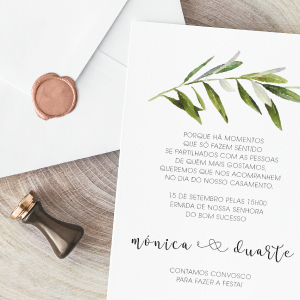 PORQUE HÁ MOMENTOS
QUE SÓ FAZEM SENTIDO
SE PARTILHADOS COM AS PESSOAS
DE QUEM MAIS GOSTAMOS,
QUEREMOS QUE NOS ACOMPANHEM
NO DIA DO NOSSO CASAMENTO.
15 DE SETEMBRO PELAS 15H00
ERMIDA DE NOSSA SENHORA
DO BOM SUCESSO
mónica duarte
CONTAMOS CONVOSCO
PARA FAZER A FESTA!